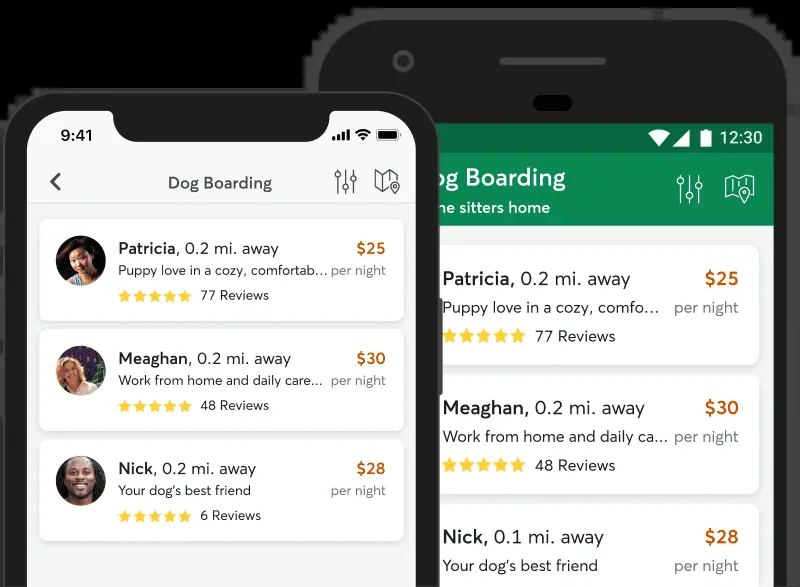 9:41
Dog Boarding
Patricia, 0.2 mi. away
$25
Puppy love in a cozy, comfortab...
per night
77 Reviews
Meaghan, 0.2 mi. away
$30
Work from home and daily care...
per night
48 Reviews
Nick, 0.2 mi. away
$28
Your dog's best friend
per night
6 Reviews
12:30
og Boarding
he sitters home
Patricia, 0.2 mi. away
$25
Puppy love in a cozy, comfo...
per night
77 Reviews
Meaghan, 0.2 mi. away
$30
Work from home and daily ca...
per night
48 Reviews
Nick, 0.1 mi. away
$28
Your dog's best friend
per night